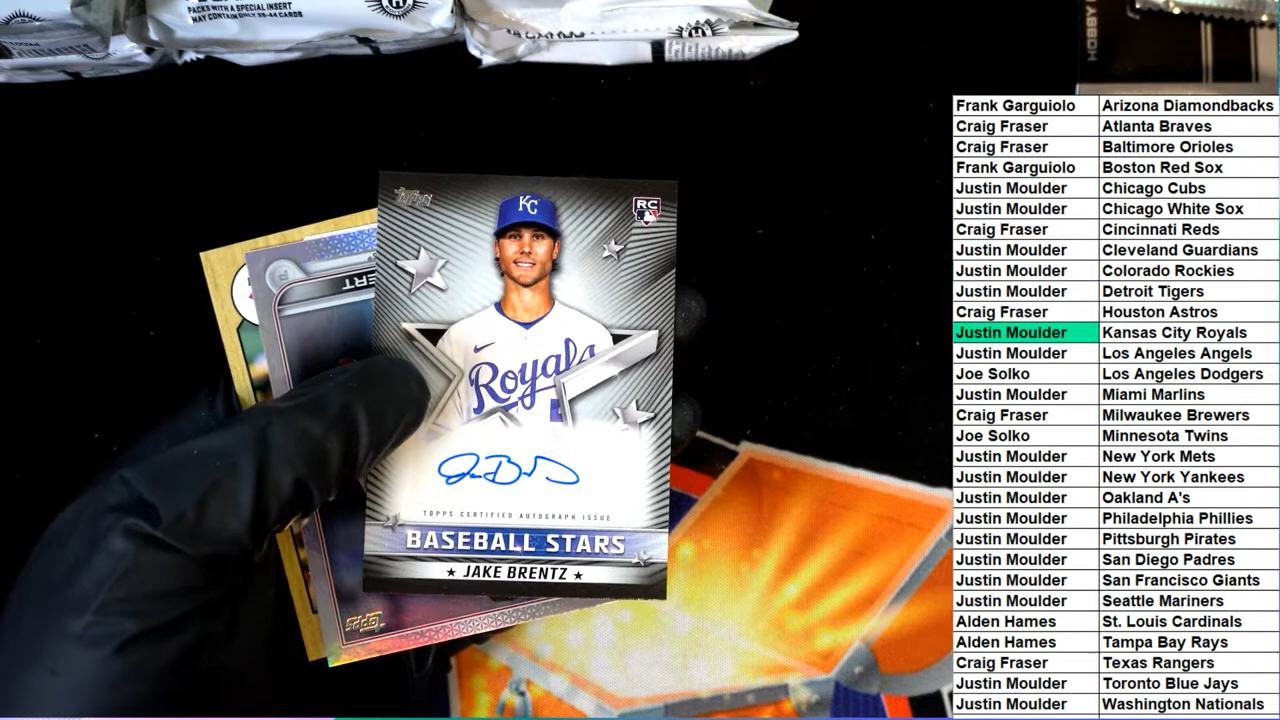 PACKS WITH A SPECIAL INSERT
MAY CONTAIN ONLY 39-44 CARDS
HOBBY
Topps
RC
KC
Royals
TOPPS CERTIFIED AUTOGRAPH ISSUE
BASEBALL STARS
★ JAKE BRENTZ ★
ERT
Topps
Frank Garguiolo Arizona Diamondbacks
Craig Fraser Atlanta Braves
Craig Fraser Baltimore Orioles
Frank Garguiolo Boston Red Sox
Justin Moulder Chicago Cubs
Justin Moulder Chicago White Sox
Craig Fraser Cincinnati Reds
Justin Moulder Cleveland Guardians
Justin Moulder Colorado Rockies
Justin Moulder Detroit Tigers
Craig Fraser Houston Astros
Justin Moulder Kansas City Royals
Justin Moulder Los Angeles Angels
Joe Solko Los Angeles Dodgers
Justin Moulder Miami Marlins
Craig Fraser Milwaukee Brewers
Joe Solko Minnesota Twins
Justin Moulder New York Mets
Justin Moulder New York Yankees
Justin Moulder Oakland A's
Justin Moulder Philadelphia Phillies
Justin Moulder Pittsburgh Pirates
Justin Moulder San Diego Padres
Justin Moulder San Francisco Giants
Justin Moulder Seattle Mariners
Alden Hames St. Louis Cardinals
Alden Hames Tampa Bay Rays
Craig Fraser Texas Rangers
Justin Moulder Toronto Blue Jays
Justin Moulder Washington Nationals